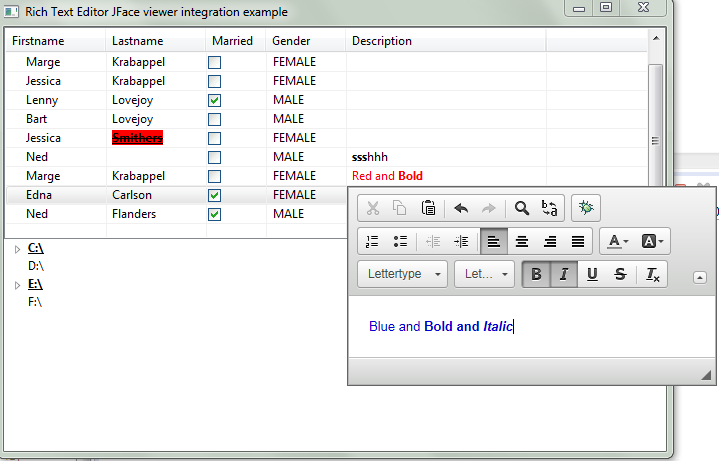 Rich Text Editor JFace viewer integration example
Firstname Lastname Married Gender Description
Marge Krabappel FEMALE
Jessica Krabappel FEMALE
Lenny Lovejoy MALE
Bart Lovejoy MALE
Jessica Smithers FEMALE
Ned MALE ssshhh
Marge Krabappel FEMALE Red and Bold
Edna Carlson FEMALE
Ned Flanders MALE
C:\
D:\
E:\
F:\
A A
Lettertype Let... B I U S Tx
Blue and Bold and Italic